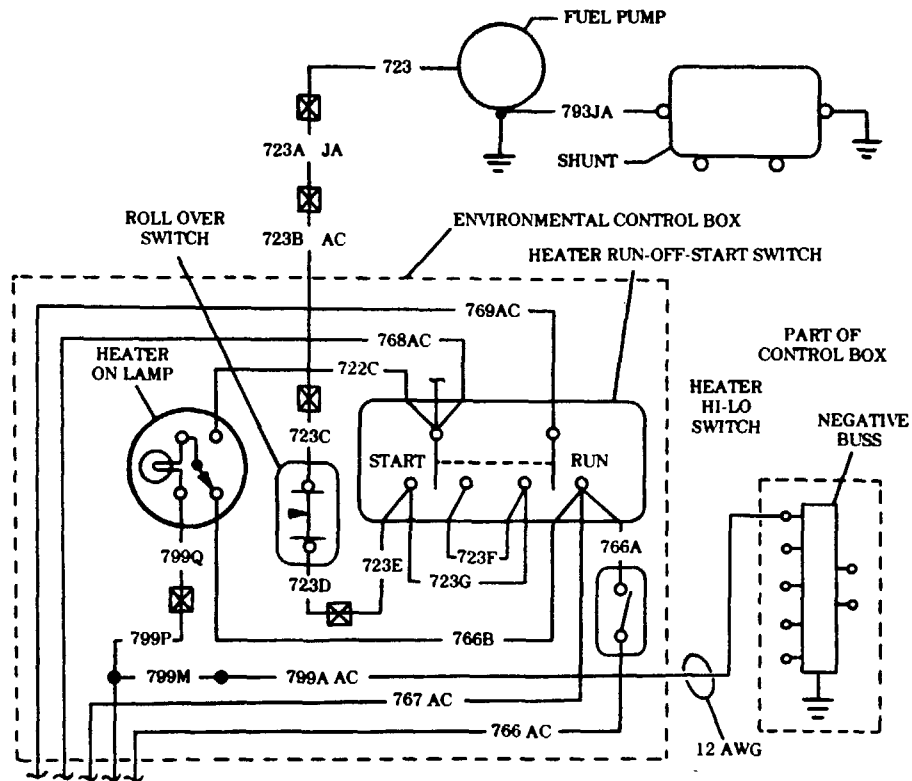 FUEL PUMP
723
793JA
SHUNT
723A JA
ROLL OVER
SWITCH
723B AC
ENVIRONMENTAL CONTROL BOX
HEATER RUN-OFF-START SWITCH
769AC
768AC
PART OF
CONTROL BOX
HEATER
ON LAMP
722C
HEATER
HI-LO
SWITCH
NEGATIVE
BUSS
723C
START
RUN
799Q
723D
723E
723F
723G
766A
799P
766B
799M
799A AC
767 AC
766 AC
12 AWG